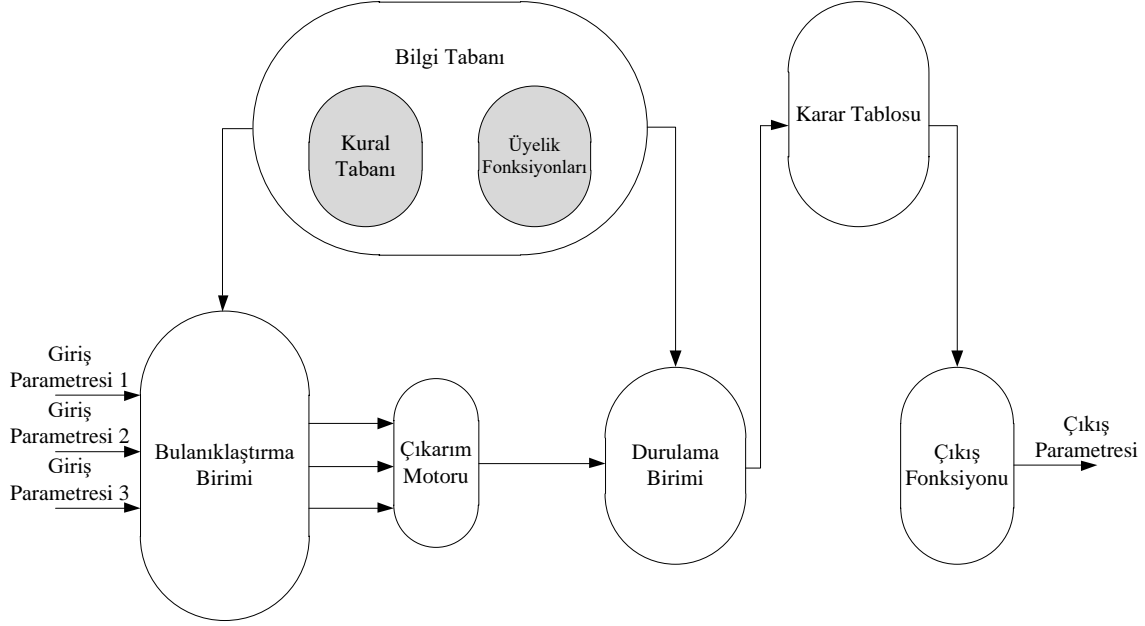 Bilgi Tabanı
Kural
Tabanı
Üyelik
Fonksiyonları
Karar Tablosu
Giriş
Parametresi 1
Giriş
Parametresi 2
Giriş
Parametresi 3
Bulanıklaştırma
Birimi
Çıkarım
Motoru
Durulama
Birimi
Çıkış
Fonksiyonu
Çıkış
Parametresi